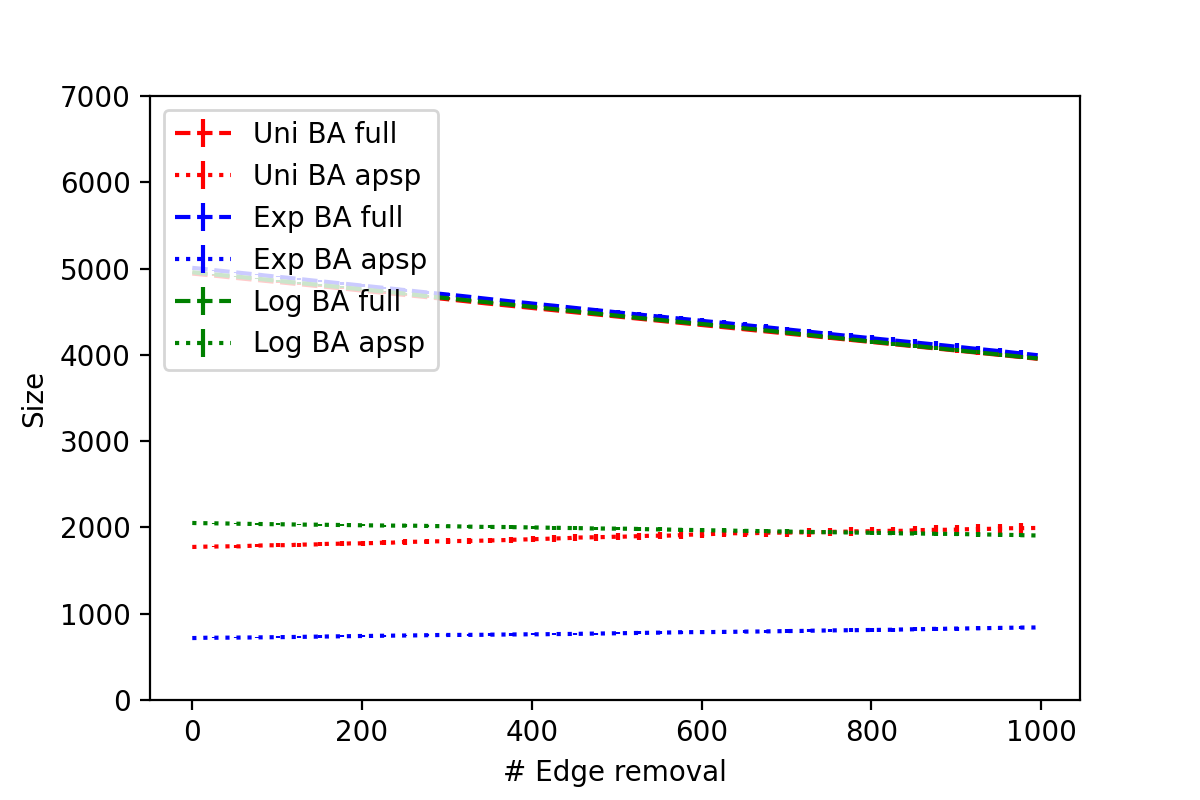 7000
6000
5000
4000
3000
2000
1000
0
Size
Uni BA full
Uni BA apsp
Exp BA full
Exp BA apsp
Log BA full
Log BA apsp
0 200 400 600 800 1000
# Edge removal